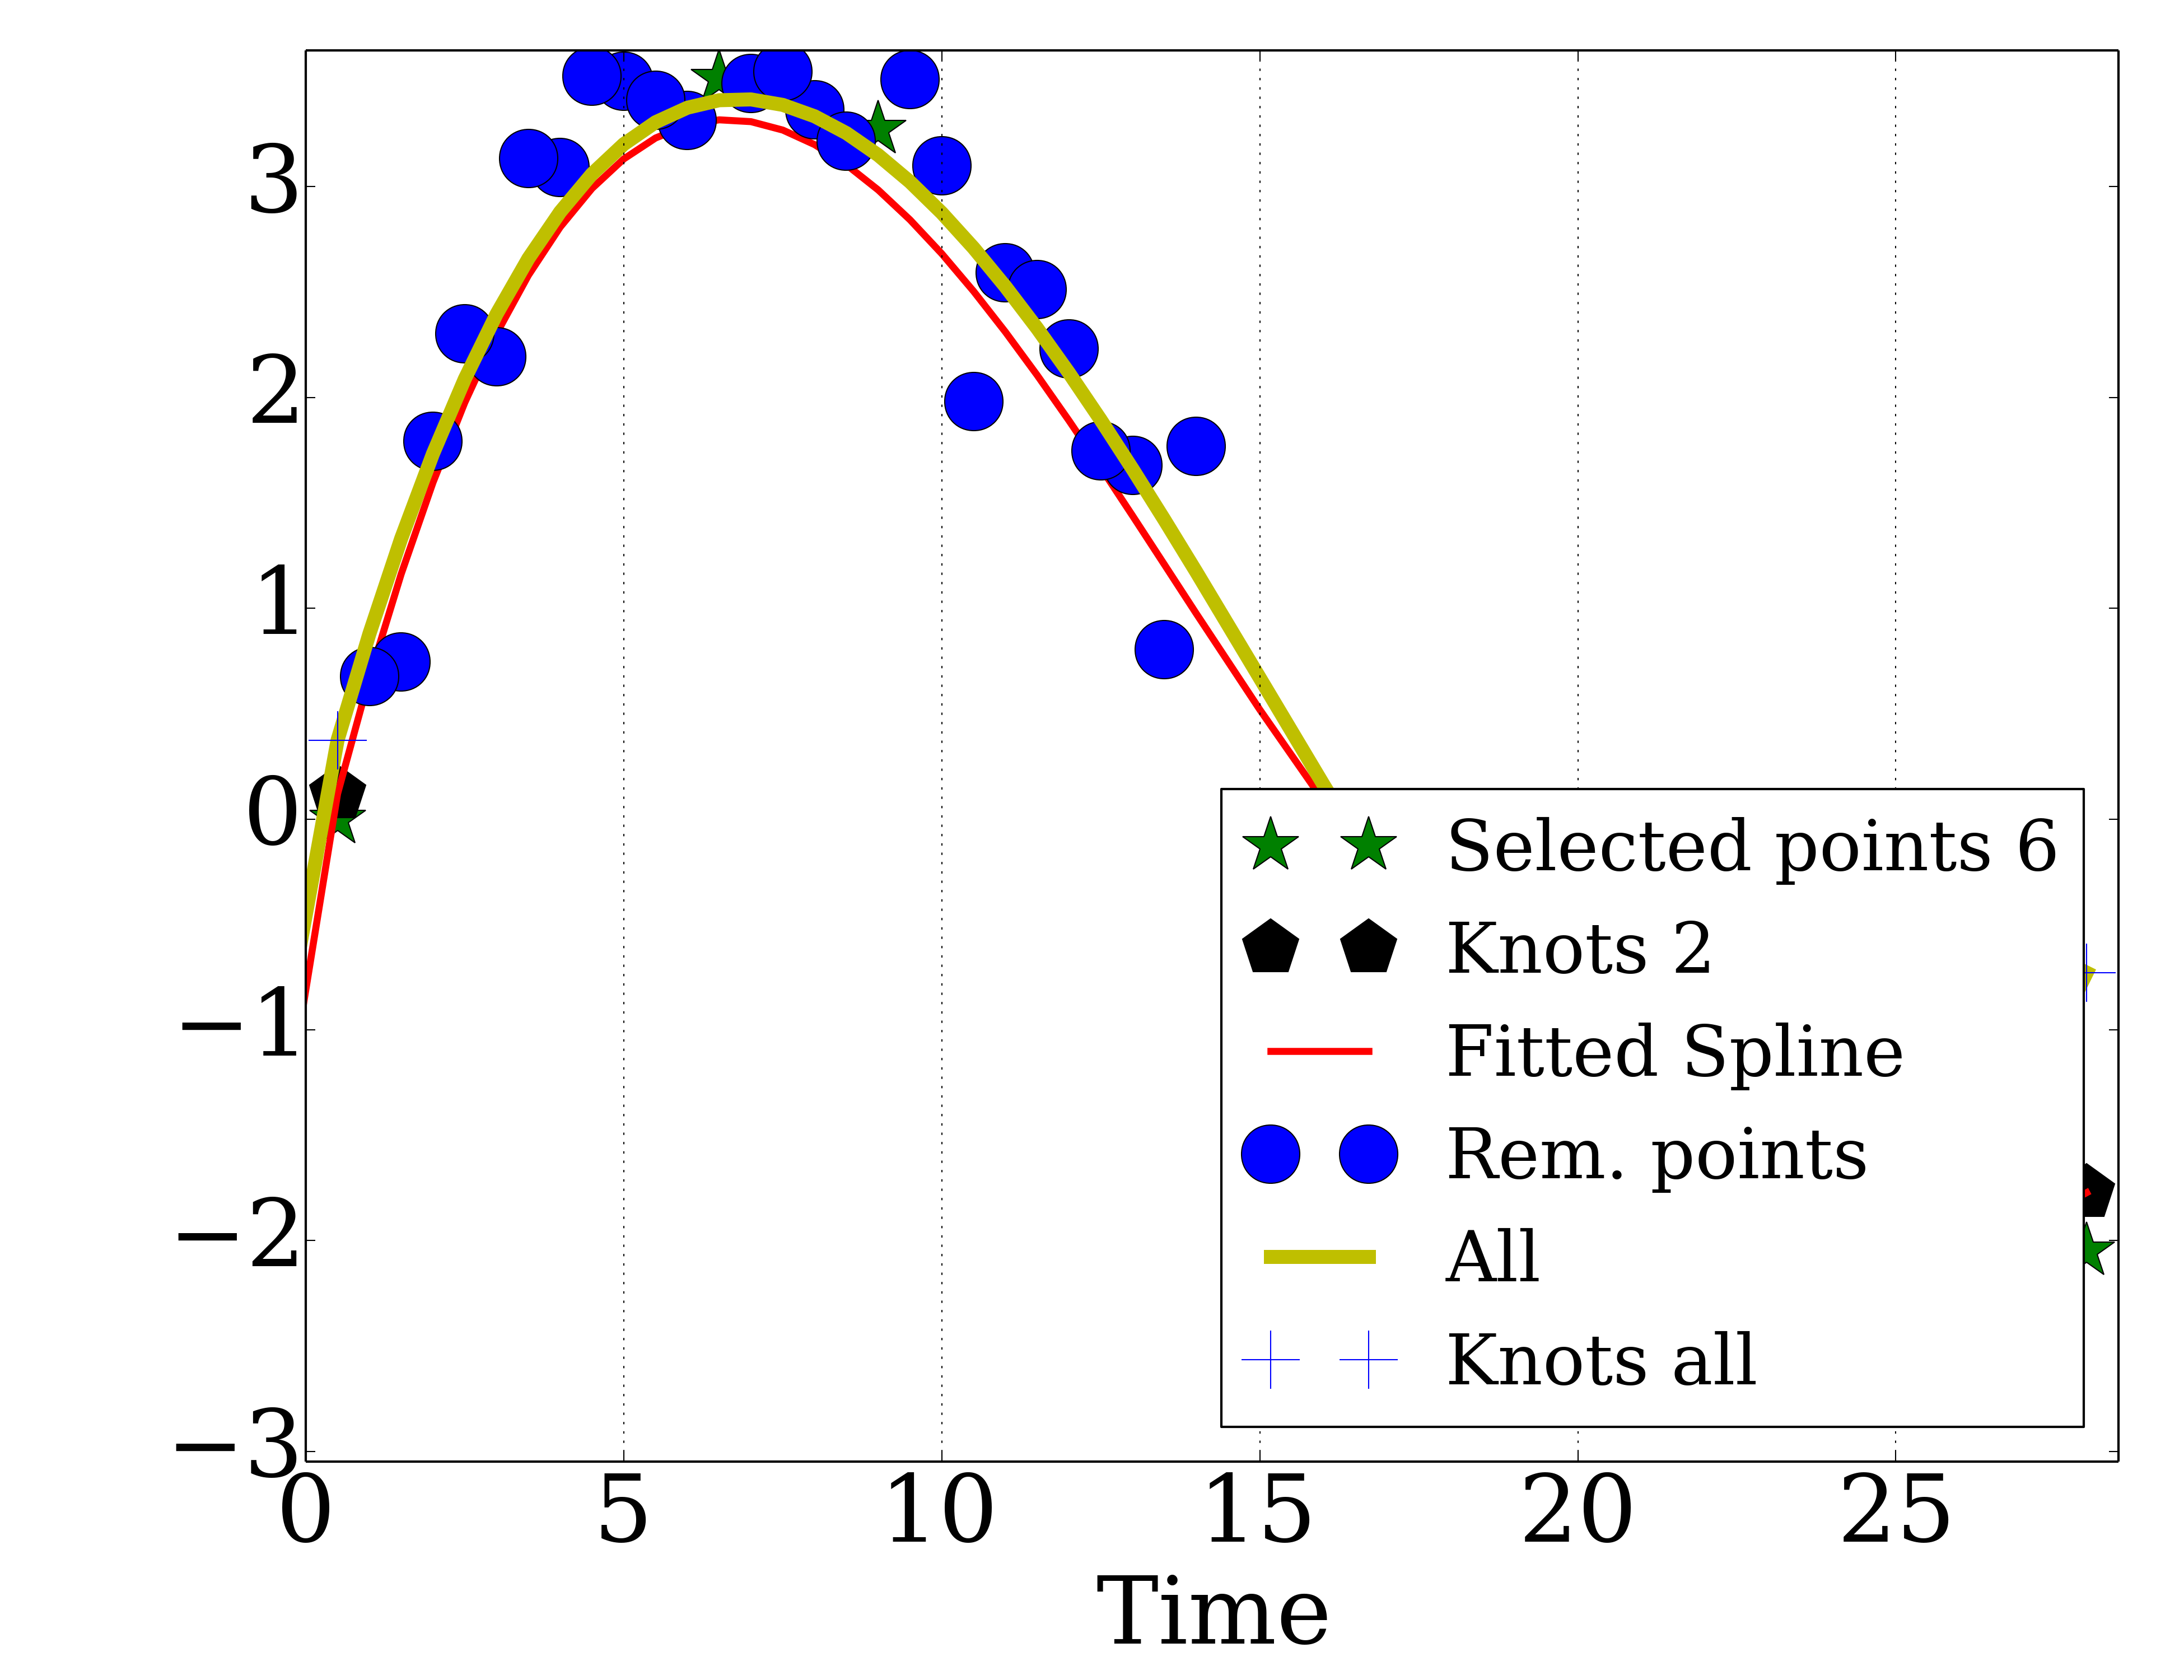 3
2
1
0
−1
−2
−3
0 5 10 15 20 25
Time
Selected points 6
Knots 2
Fitted Spline
Rem. points
All
Knots all